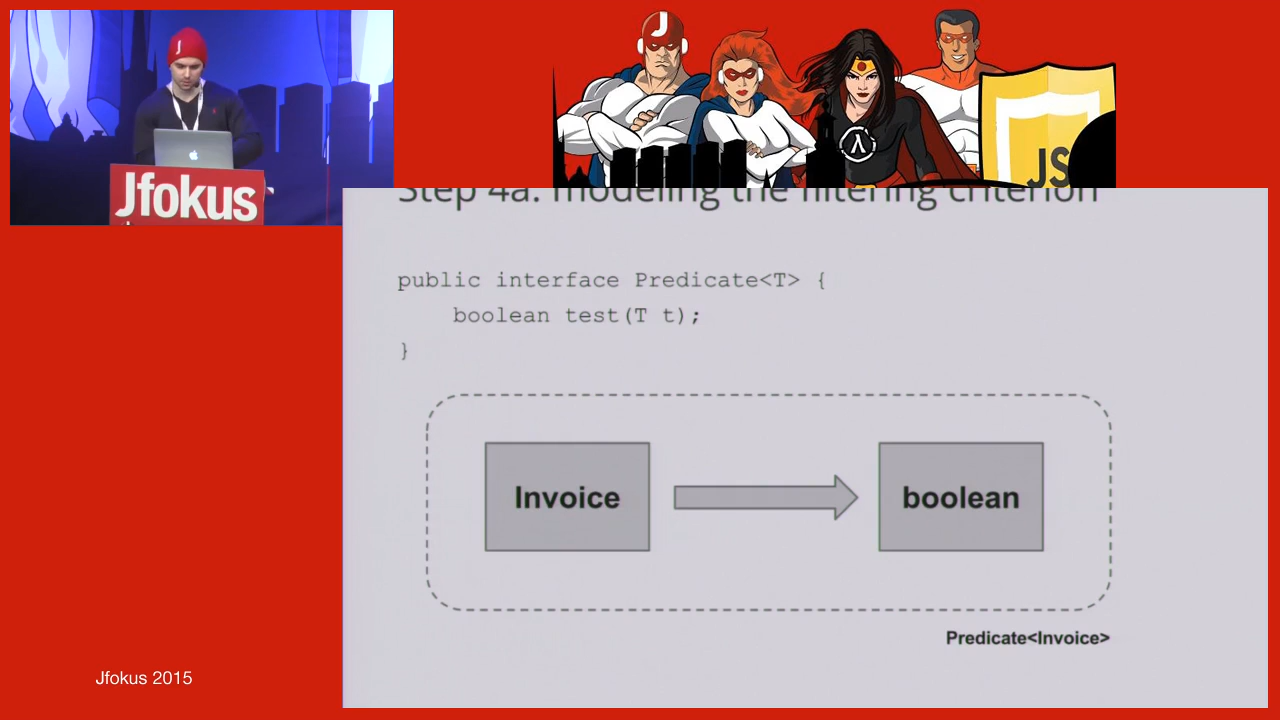 J
Jfokus
J
λ
JS
Step 4a: modeling the filtering criterion
public interface Predicate<T> {
boolean test(T t);
}
Invoice
boolean
Predicate<Invoice>
Jfokus 2015